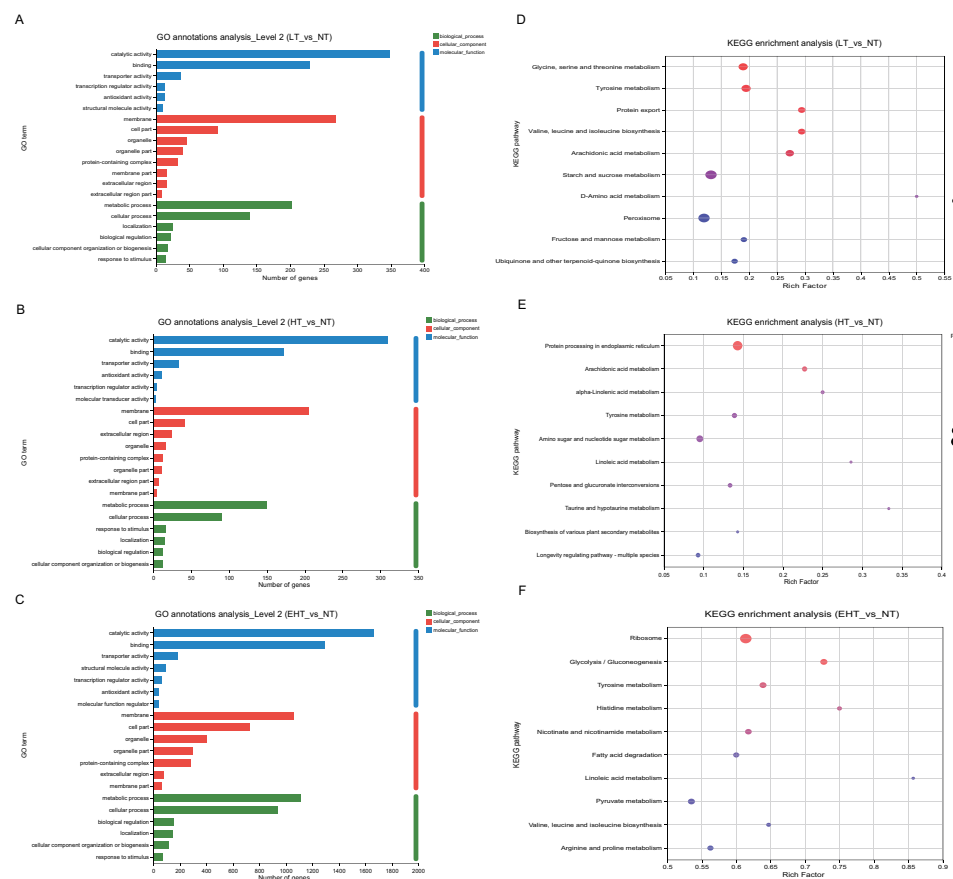 A
GO annotations analysis_Level 2 (LT_vs_NT)
biological_process
cellular_component
molecular_function
catalytic activity
binding
transporter activity
transcription regulator activity
antioxidant activity
structural molecule activity
membrane
cell part
organelle
organelle part
protein-containing complex
membrane part
extracellular region
extracellular region part
metabolic process
cellular process
localization
biological regulation
cellular component organization or biogenesis
response to stimulus
GO term
0 50 100 150 200 250 300 350 400
Number of genes
B
GO annotations analysis_Level 2 (HT_vs_NT)
biological_process
cellular_component
molecular_function
catalytic activity
binding
transporter activity
antioxidant activity
transcription regulator activity
molecular transducer activity
membrane
cell part
extracellular region
organelle
protein-containing complex
organelle part
extracellular region part
membrane part
metabolic process
cellular process
response to stimulus
localization
biological regulation
cellular component organization or biogenesis
GO term
0 50 100 150 200 250 300 350
Number of genes
C
GO annotations analysis_Level 2 (EHT_vs_NT)
biological_process
cellular_component
molecular_function
catalytic activity
binding
transporter activity
structural molecule activity
transcription regulator activity
antioxidant activity
molecular function regulator
membrane
cell part
organelle
organelle part
protein-containing complex
extracellular region
membrane part
metabolic process
cellular process
biological regulation
localization
cellular component organization or biogenesis
response to stimulus
GO term
0 200 400 600 800 1000 1200 1400 1600 1800 2000
Number of genes
D
KEGG enrichment analysis (LT_vs_NT)
Glycine, serine and threonine metabolism
Tyrosine metabolism
Protein export
Valine, leucine and isoleucine biosynthesis
Arachidonic acid metabolism
Starch and sucrose metabolism
D-Amino acid metabolism
Peroxisome
Fructose and mannose metabolism
Ubiquinone and other terpenoid-quinone biosynthesis
KEGG pathway
0.05 0.1 0.15 0.2 0.25 0.3 0.35 0.4 0.45 0.5 0.55
Rich Factor
E
KEGG enrichment analysis (HT_vs_NT)
Protein processing in endoplasmic reticulum
Arachidonic acid metabolism
alpha-Linolenic acid metabolism
Tyrosine metabolism
Amino sugar and nucleotide sugar metabolism
Linoleic acid metabolism
Pentose and glucuronate interconversions
Taurine and hypotaurine metabolism
Biosynthesis of various plant secondary metabolites
Longevity regulating pathway - multiple species
KEGG pathway
0.05 0.1 0.15 0.2 0.25 0.3 0.35 0.4
Rich Factor
F
KEGG enrichment analysis (EHT_vs_NT)
Ribosome
Glycolysis / Gluconeogenesis
Tyrosine metabolism
Histidine metabolism
Nicotinate and nicotinamide metabolism
Fatty acid degradation
Linoleic acid metabolism
Pyruvate metabolism
Valine, leucine and isoleucine biosynthesis
Arginine and proline metabolism
KEGG pathway
0.5 0.55 0.6 0.65 0.7 0.75 0.8 0.85 0.9
Rich Factor